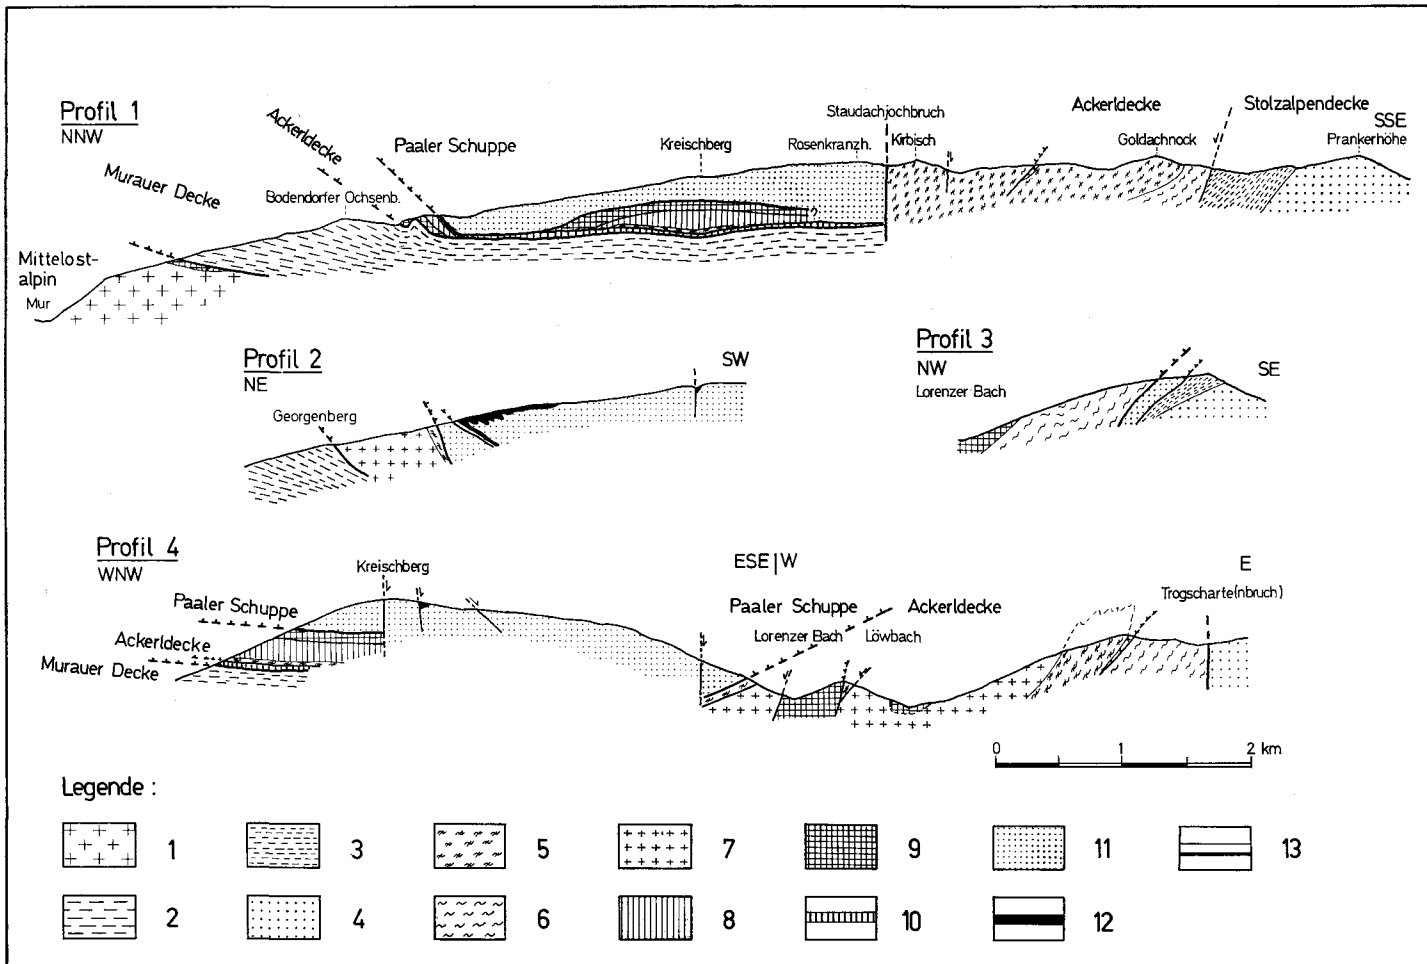 Profil 1
NNW
Murauer Decke
Ackerldecke
Paaler Schuppe
Bodendorfer Ochsenb.
Kreischberg
Rosenkranzh.
Staudachjochbruch
Kirbisch
Ackerldecke
Goldachnock
Stolzalpendecke
SSE
Prankerhöhe
Mittelost-
alpin
Mur
Profil 2
NE
SW
Georgenberg
Profil 3
NW
Lorenzer Bach
SE
Profil 4
WNW
Kreischberg
ESE | W
E
Paaler Schuppe
Ackerldecke
Murauer Decke
Paaler Schuppe
Ackerldecke
Lorenzer Bach
Löwbach
Trogscharte(nbruch)
0 1 2 km
Legende :
1 3 5 7 9 11 13
2 4 6 8 10 12